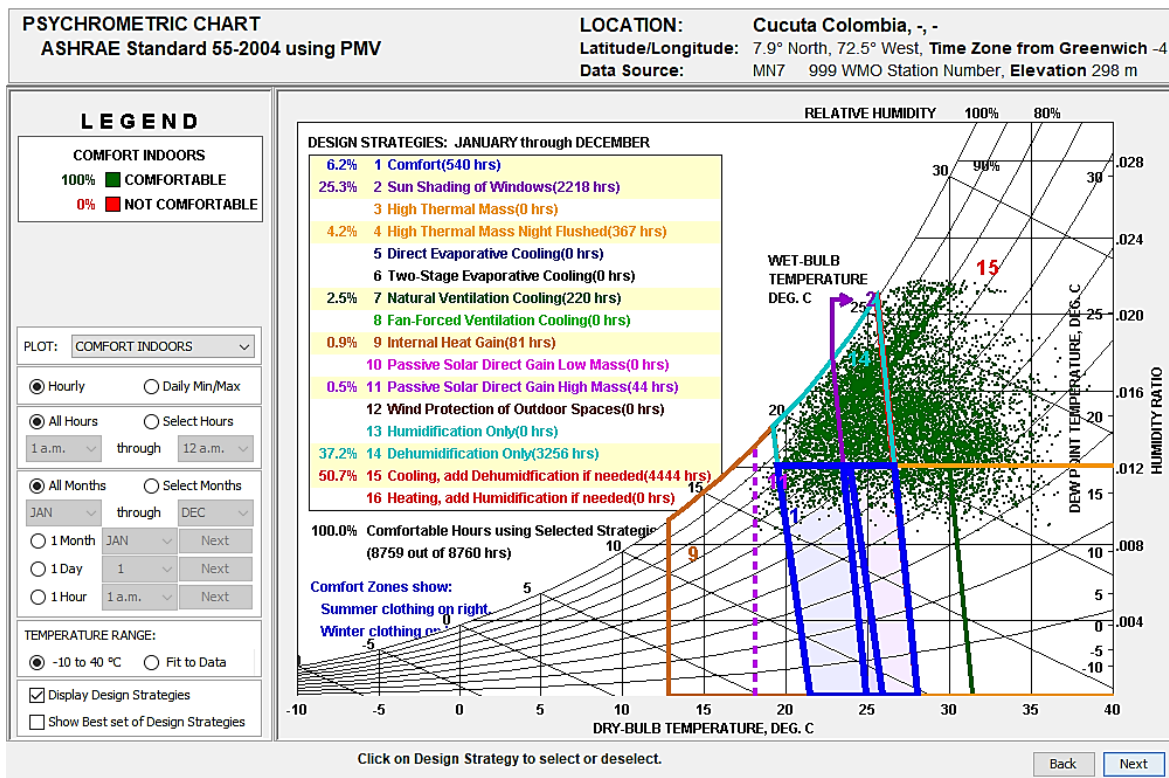 PSYCHROMETRIC CHART
ASHRAE Standard 55-2004 using PMV
LOCATION: Cucuta Colombia, -, -
Latitude/Longitude: 7.9° North, 72.5° West, Time Zone from Greenwich -4
Data Source: MN7 999 WMO Station Number, Elevation 298 m
LEGEND
COMFORT INDOORS
100% COMFORTABLE
0% NOT COMFORTABLE
PLOT: COMFORT INDOORS
Hourly Daily Min/Max
All Hours Select Hours
1 a.m. through 12 a.m.
All Months Select Months
JAN through DEC
1 Month JAN Next
1 Day 1 Next
1 Hour 1 a.m. Next
TEMPERATURE RANGE:
-10 to 40 °C Fit to Data
Display Design Strategies
Show Best set of Design Strategies
RELATIVE HUMIDITY 100% 80%
90%
DESIGN STRATEGIES: JANUARY through DECEMBER
6.2% 1 Comfort(540 hrs)
25.3% 2 Sun Shading of Windows(2218 hrs)
3 High Thermal Mass(0 hrs)
4.2% 4 High Thermal Mass Night Flushed(367 hrs)
5 Direct Evaporative Cooling(0 hrs)
6 Two-Stage Evaporative Cooling(0 hrs)
2.5% 7 Natural Ventilation Cooling(220 hrs)
8 Fan-Forced Ventilation Cooling(0 hrs)
0.9% 9 Internal Heat Gain(81 hrs)
10 Passive Solar Direct Gain Low Mass(0 hrs)
0.5% 11 Passive Solar Direct Gain High Mass(44 hrs)
12 Wind Protection of Outdoor Spaces(0 hrs)
13 Humidification Only(0 hrs)
37.2% 14 Dehumidification Only(3256 hrs)
50.7% 15 Cooling, add Dehumidfication if needed(4444 hrs)
16 Heating, add Humidification if needed(0 hrs)
100.0% Comfortable Hours using Selected Strategie
(8759 out of 8760 hrs)
Comfort Zones show:
Summer clothing on right.
Winter clothing on
WET-BULB
TEMPERATURE
DEG. C
-5
0
5
10
15
20
25
30
2
14
15
11
1
9
DEW POINT TEMPERATURE, DEG. C
30
25
20
15
10
5
0
-5
-10
HUMIDITY RATIO
.028
.024
.020
.016
.012
.008
.004
-10 -5 0 5 10 15 20 25 30 35 40
DRY-BULB TEMPERATURE, DEG. C
Click on Design Strategy to select or deselect.
Back Next